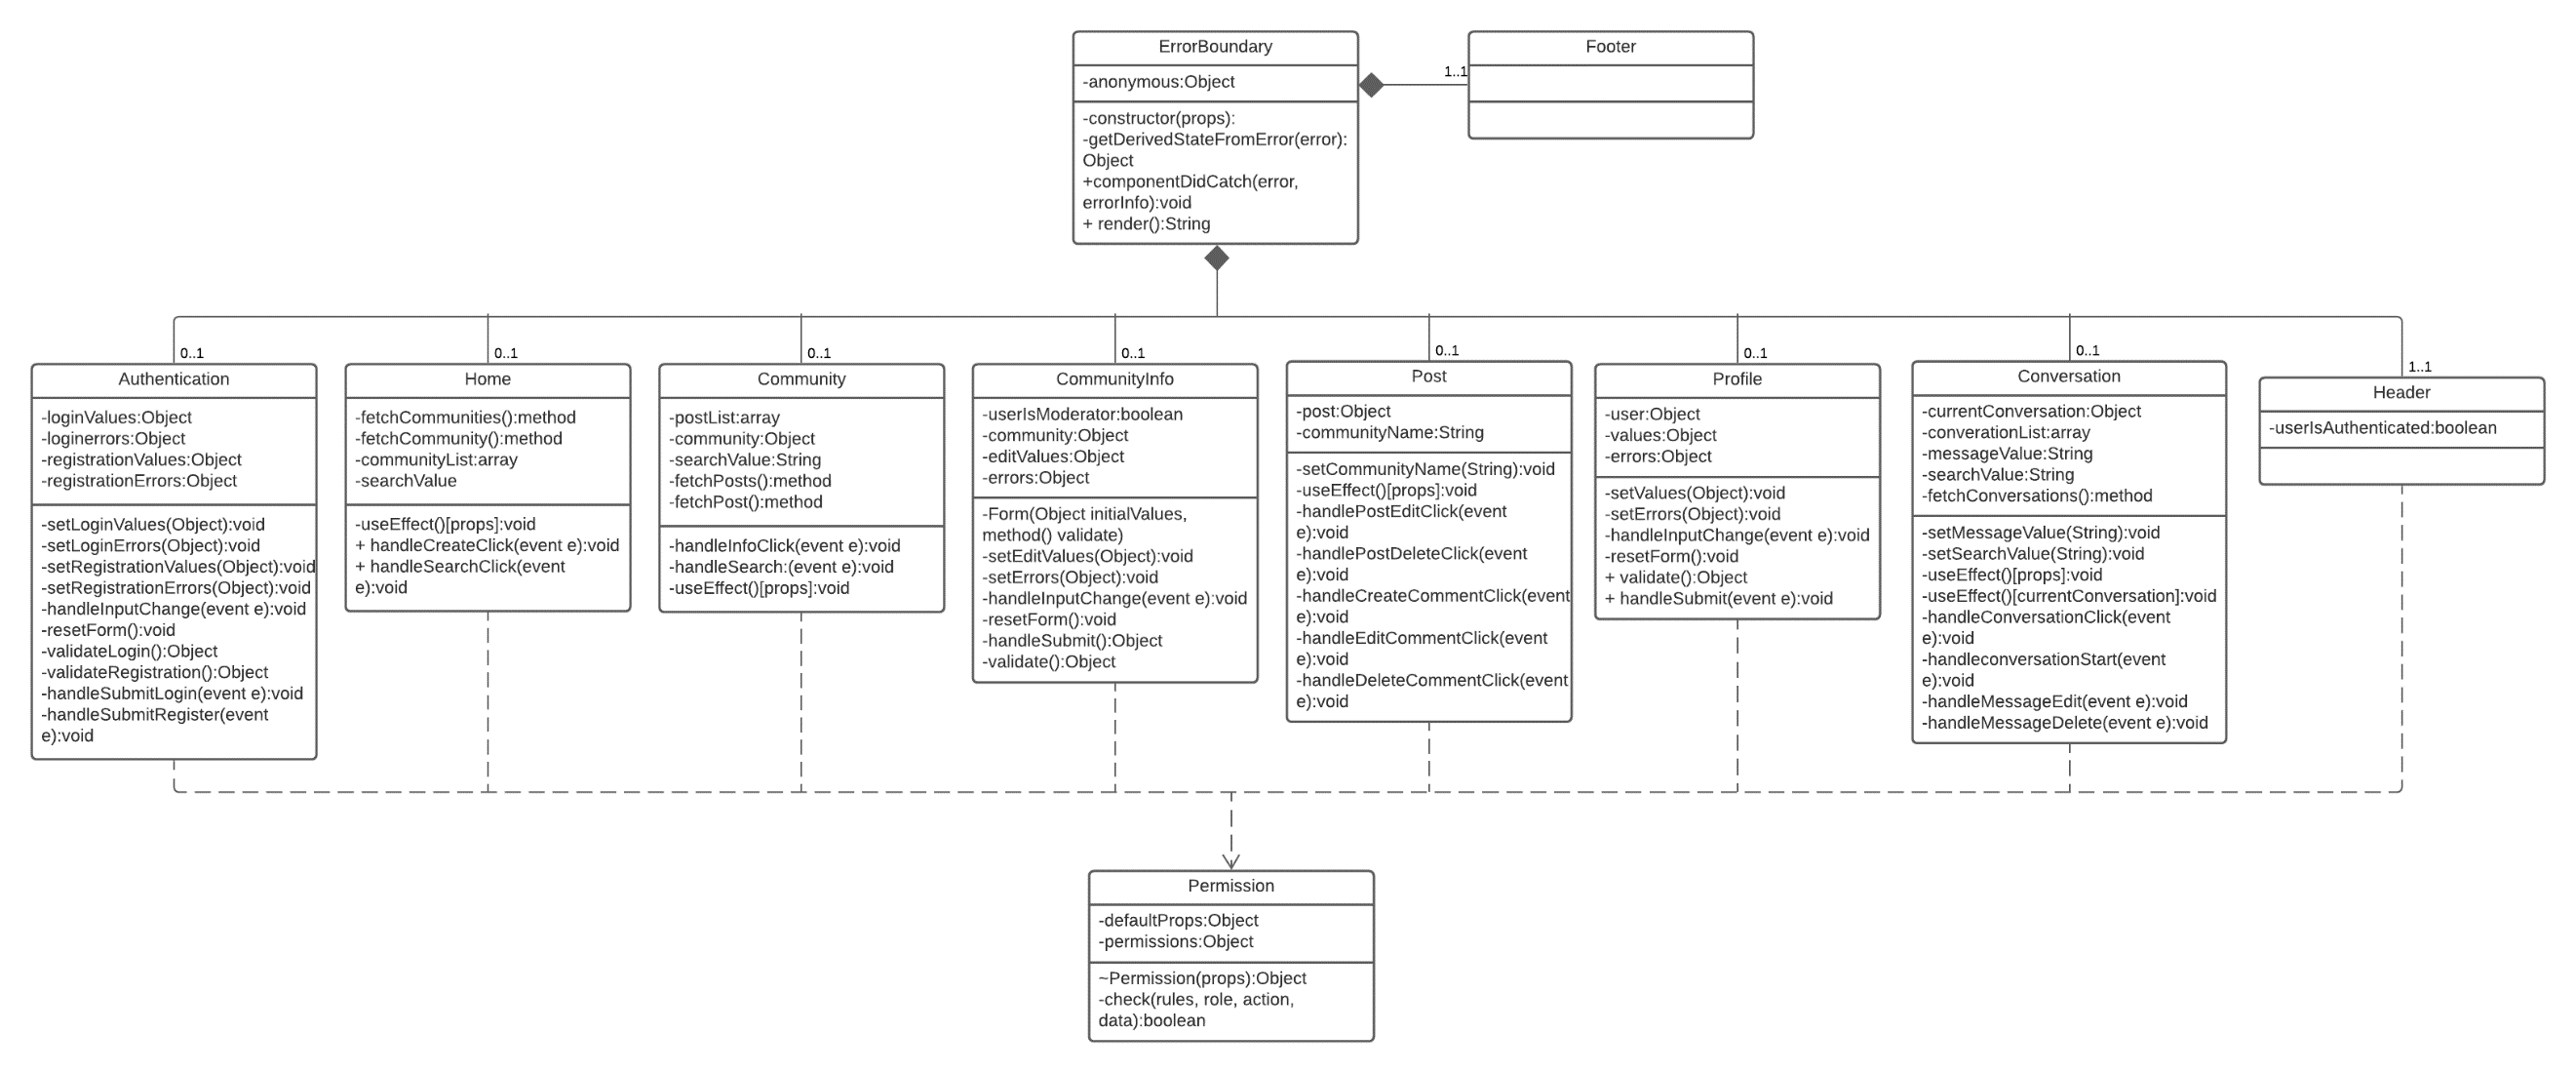 ErrorBoundary
-anonymous:Object
-constructor(props):
-getDerivedStateFromError(error):
Object
+componentDidCatch(error,
errorInfo):void
+ render():String
1..1
Footer
0..1
Authentication
-loginValues:Object
-loginerrors:Object
-registrationValues:Object
-registrationErrors:Object
-setLoginValues(Object):void
-setLoginErrors(Object):void
-setRegistrationValues(Object):void
-setRegistrationErrors(Object):void
-handleInputChange(event e):void
-resetForm():void
-validateLogin():Object
-validateRegistration():Object
-handleSubmitLogin(event e):void
-handleSubmitRegister(event
e):void
0..1
Home
-fetchCommunities():method
-fetchCommunity():method
-communityList:array
-searchValue
-useEffect()[props]:void
+ handleCreateClick(event e):void
+ handleSearchClick(event
e):void
0..1
Community
-postList:array
-community:Object
-searchValue:String
-fetchPosts():method
-fetchPost():method
-handleInfoClick(event e):void
-handleSearch:(event e):void
-useEffect()[props]:void
0..1
CommunityInfo
-userIsModerator:boolean
-community:Object
-editValues:Object
-errors:Object
-Form(Object initialValues,
method() validate)
-setEditValues(Object):void
-setErrors(Object):void
-handleInputChange(event e):void
-resetForm():void
-handleSubmit():Object
-validate():Object
0..1
Post
-post:Object
-communityName:String
-setCommunityName(String):void
-useEffect()[props]:void
-handlePostEditClick(event
e):void
-handlePostDeleteClick(event
e):void
-handleCreateCommentClick(event
e):void
-handleEditCommentClick(event
e):void
-handleDeleteCommentClick(event
e):void
0..1
Profile
-user:Object
-values:Object
-errors:Object
-setValues(Object):void
-setErrors(Object):void
-handleInputChange(event e):void
-resetForm():void
+ validate():Object
+ handleSubmit(event e):void
0..1
Conversation
-currentConversation:Object
-converationList:array
-messageValue:String
-searchValue:String
-fetchConversations():method
-setMessageValue(String):void
-setSearchValue(String):void
-useEffect()[props]:void
-useEffect()[currentConversation]:void
-handleConversationClick(event
e):void
-handleconversationStart(event
e):void
-handleMessageEdit(event e):void
-handleMessageDelete(event e):void
1..1
Header
-userIsAuthenticated:boolean
Permission
-defaultProps:Object
-permissions:Object
~Permission(props):Object
-check(rules, role, action,
data):boolean